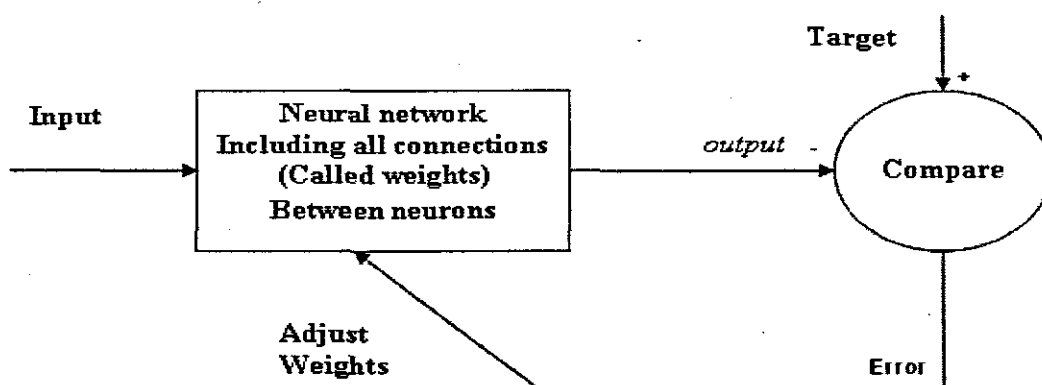 Target
+
Input
Neural network
Including all connections
(Called weights)
Between neurons
output -
Compare
Adjust
Weights
Error